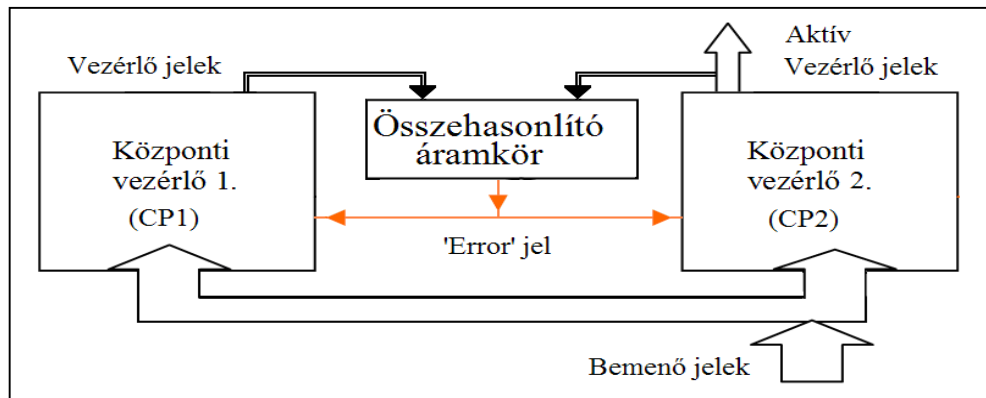 Vezérlő jelek
Aktív
Vezérlő jelek
Összehasonlító
áramkör
Központi
vezérlő 1.
(CP1)
Központi
vezérlő 2.
(CP2)
'Error' jel
Bemenő jelek